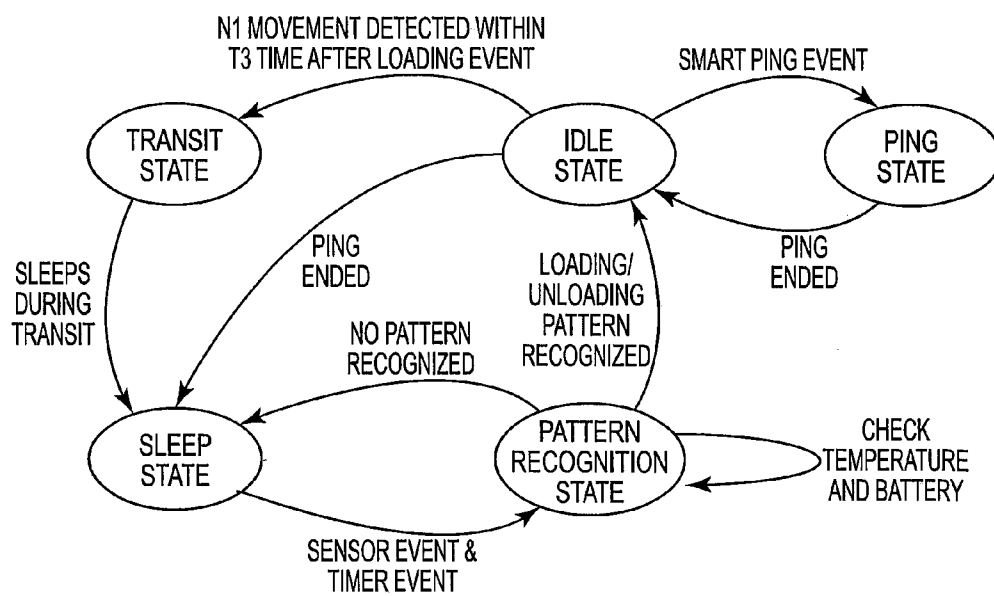 N1 MOVEMENT DETECTED WITHIN
T3 TIME AFTER LOADING EVENT
SMART PING EVENT
TRANSIT
STATE
IDLE
STATE
PING
STATE
PING
ENDED
PING
ENDED
SLEEPS
DURING
TRANSIT
LOADING/
UNLOADING
PATTERN
RECOGNIZED
NO PATTERN
RECOGNIZED
SLEEP
STATE
PATTERN
RECOGNITION
STATE
CHECK
TEMPERATURE
AND BATTERY
SENSOR EVENT &
TIMER EVENT